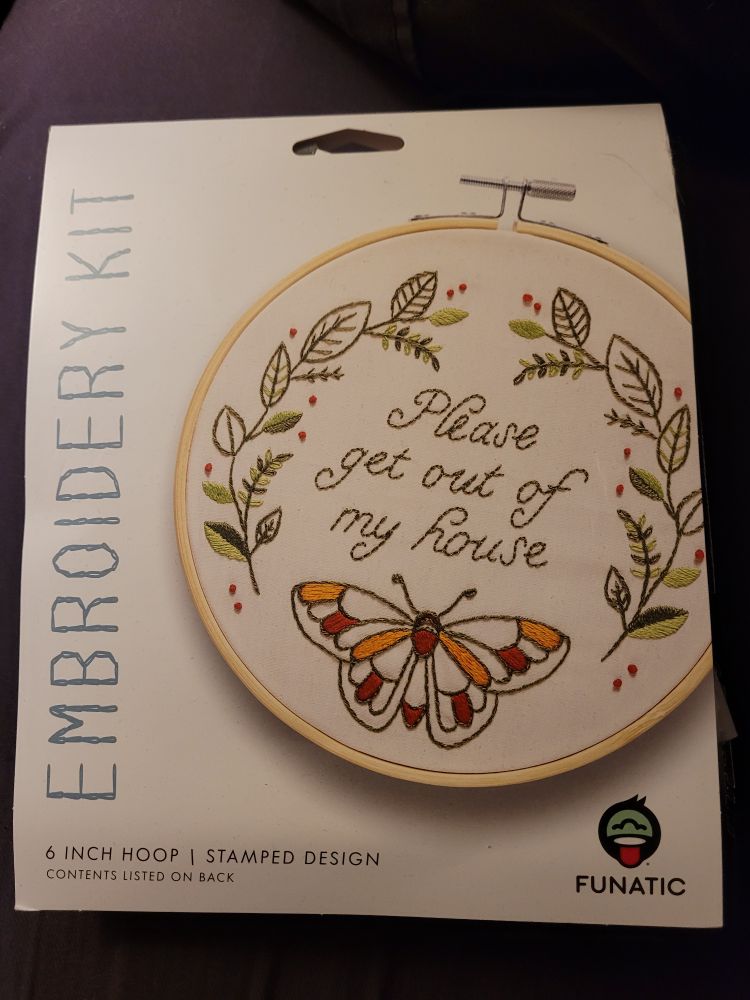 EMBROIDERY KIT
Please
get out of
my house
6 INCH HOOP | STAMPED DESIGN
CONTENTS LISTED ON BACK
FUNATIC